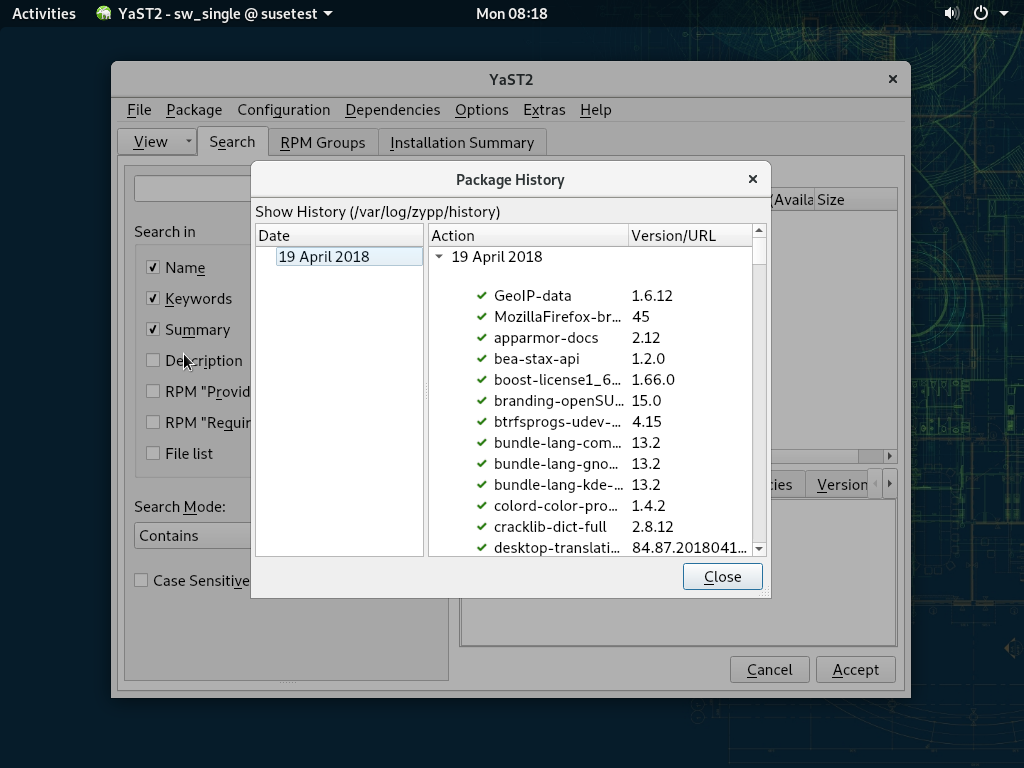 Activities YaST2 - sw_single @ susetest Mon 08:18
YaST2
File Package Configuration Dependencies Options Extras Help
View Search RPM Groups Installation Summary
Package History
(Availa Size
Show History (/var/log/zypp/history)
Search in
Name
Keywords
Summary
Description
RPM "Provid
RPM "Requir
File list
Search Mode:
Contains
Case Sensitive
Date
19 April 2018
Action Version/URL
19 April 2018
GeoIP-data 1.6.12
MozillaFirefox-br... 45
apparmor-docs 2.12
bea-stax-api 1.2.0
boost-license1_6... 1.66.0
branding-openSU... 15.0
btrfsprogs-udev-... 4.15
bundle-lang-com... 13.2
bundle-lang-gno... 13.2
bundle-lang-kde-... 13.2
colord-color-pro... 1.4.2
cracklib-dict-full 2.8.12
desktop-translati... 84.87.2018041...
cies Version
Close
Cancel Accept